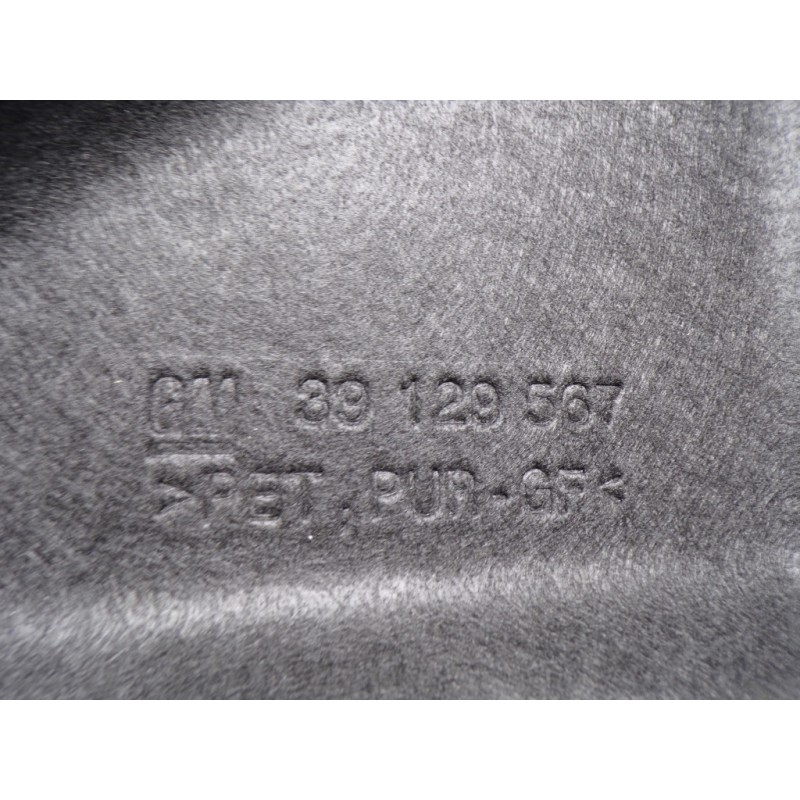 GM 39 129 567
>PET, PUR-GF<